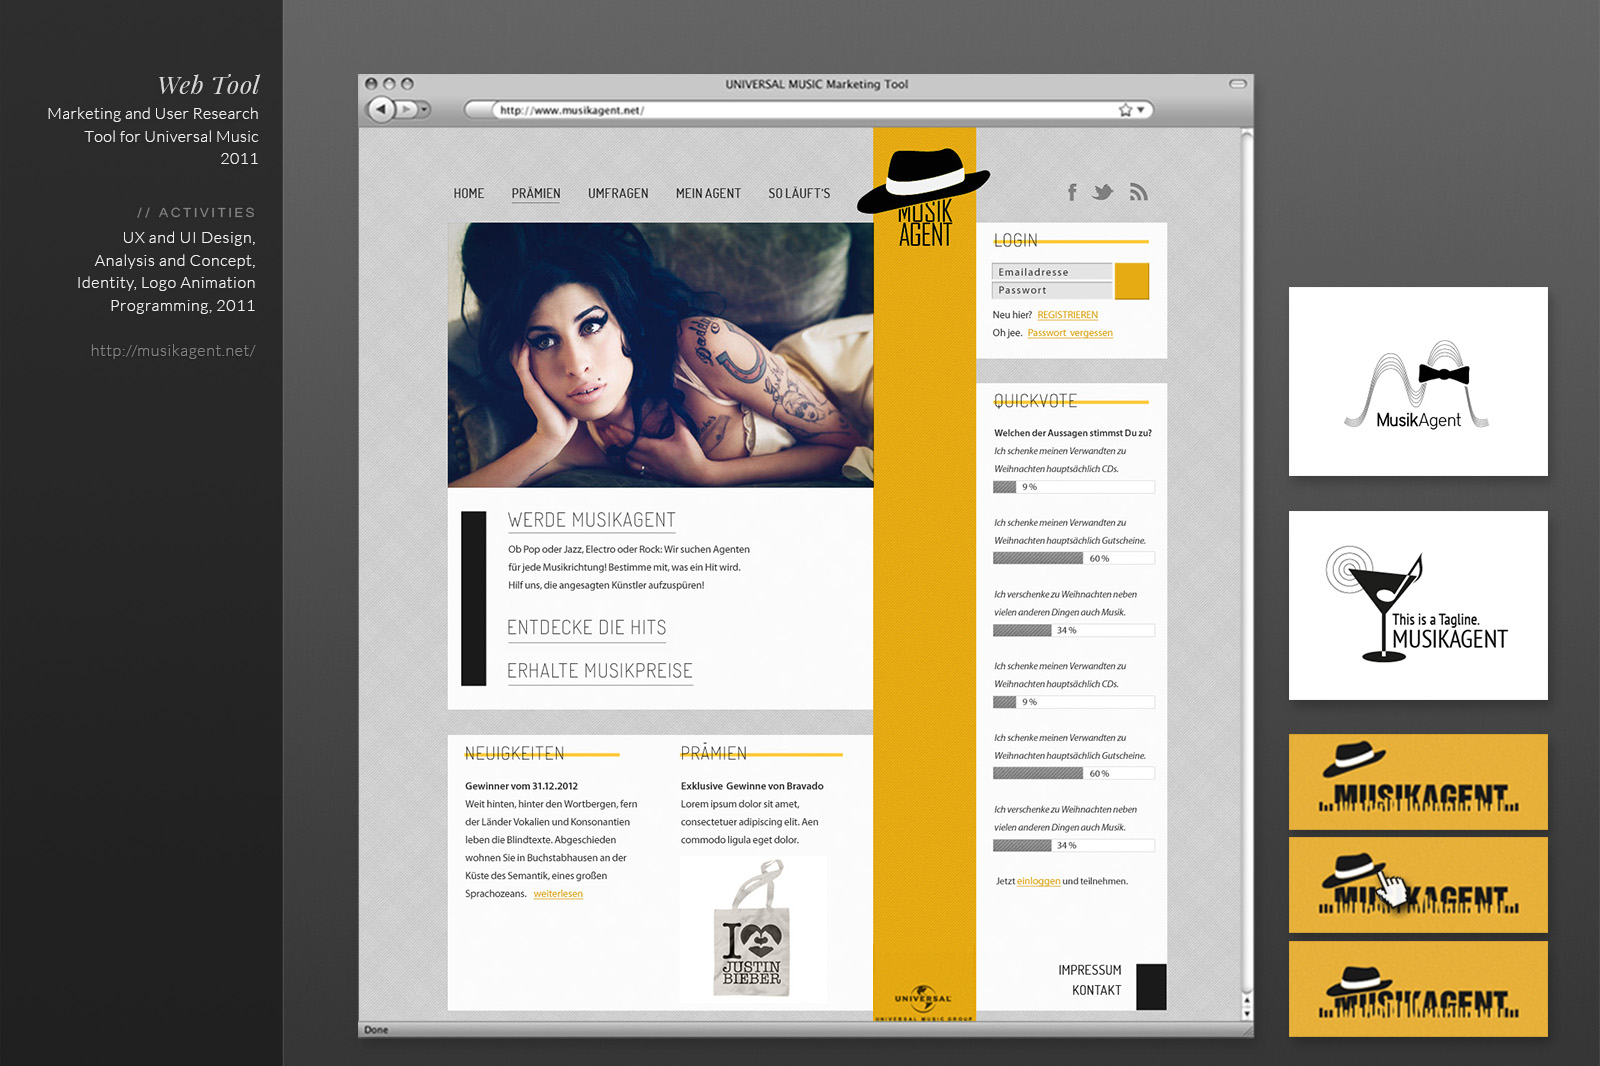 Web Tool
Marketing and User Research
Tool for Universal Music
2011
// ACTIVITIES
UX and UI Design,
Analysis and Concept,
Identity, Logo Animation
Programming, 2011
http://musikagent.net/
UNIVERSAL MUSIC Marketing Tool
http://www.musikagent.net/
HOME PRÄMIEN UMFRAGEN MEIN AGENT SO LÄUFT'S
MUSIK
AGENT
Daddy's
WERDE MUSIKAGENT
Ob Pop oder Jazz, Electro oder Rock: Wir suchen Agenten
für jede Musikrichtung! Bestimme mit, was ein Hit wird.
Hilf uns, die angesagten Künstler aufzuspüren!
ENTDECKE DIE HITS
ERHALTE MUSIKPREISE
NEUIGKEITEN
Gewinner vom 31.12.2012
Weit hinten, hinter den Wortbergen, fern
der Länder Vokalien und Konsonantien
leben die Blindtexte. Abgeschieden
wohnen Sie in Buchstabhausen an der
Küste des Semantik, eines großen
Sprachozeans. weiterlesen
PRÄMIEN
Exklusive Gewinne von Bravado
Lorem ipsum dolor sit amet,
consectetuer adipiscing elit. Aen
commodo ligula eget dolor.
I
JUSTIN
BIEBER
UNIVERSAL
UNIVERSAL MUSIC GROUP
LOGIN
Emailadresse
Passwort
Neu hier? REGISTRIEREN
Oh jee. Passwort vergessen
QUICKVOTE
Welchen der Aussagen stimmst Du zu?
Ich schenke meinen Verwandten zu
Weihnachten hauptsächlich CDs.
9 %
Ich schenke meinen Verwandten zu
Weihnachten hauptsächlich Gutscheine.
60 %
Ich verschenke zu Weihnachten neben
vielen anderen Dingen auch Musik.
34 %
Ich schenke meinen Verwandten zu
Weihnachten hauptsächlich CDs.
9 %
Ich schenke meinen Verwandten zu
Weihnachten hauptsächlich Gutscheine.
60 %
Ich verschenke zu Weihnachten neben
vielen anderen Dingen auch Musik.
34 %
Jetzt einloggen und teilnehmen.
IMPRESSUM
KONTAKT
Done
MusikAgent
This is a Tagline.
MUSIKAGENT
MUSIKAGENT
MUSIKAGENT
MUSIKAGENT